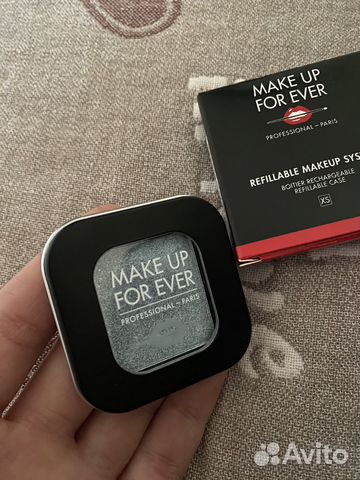 MAKE UP
FOR EVER
PROFESSIONAL – PARIS
REFILLABLE MAKEUP SYS
BOITIER RECHARGEABLE
REFILLABLE CASE
XS
MAKE UP
FOR EVER
PROFESSIONAL – PARIS
Avito